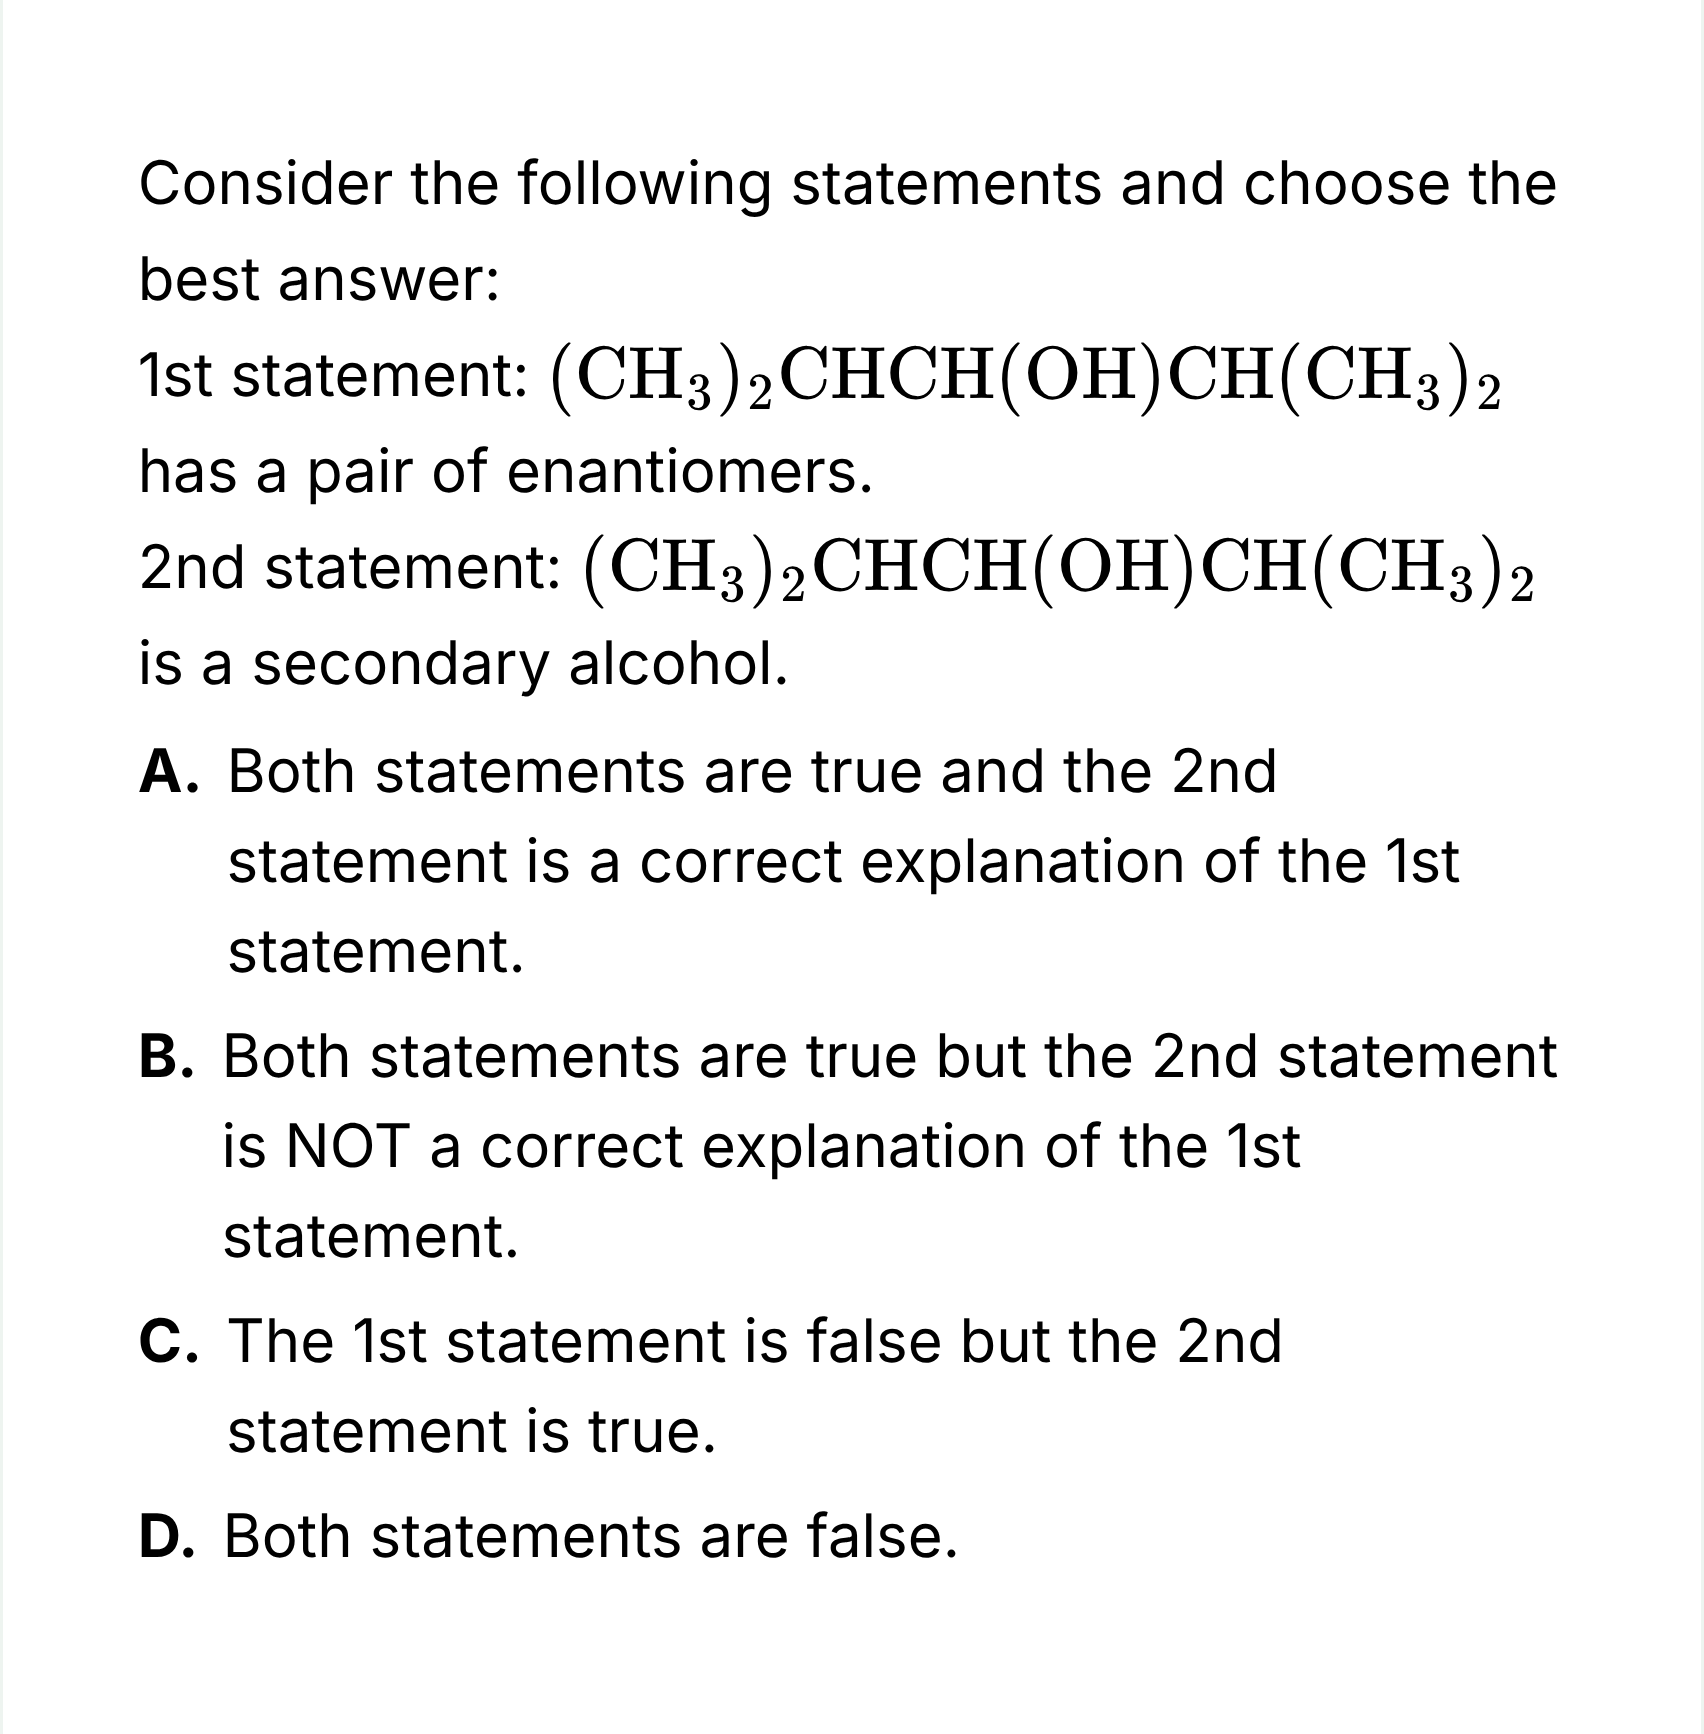 Consider the following statements and choose the
best answer:
1st statement: (CH₃)₂CHCH(OH)CH(CH₃)₂
has a pair of enantiomers.
2nd statement: (CH₃)₂CHCH(OH)CH(CH₃)₂
is a secondary alcohol.
A. Both statements are true and the 2nd
statement is a correct explanation of the 1st
statement.
B. Both statements are true but the 2nd statement
is NOT a correct explanation of the 1st
statement.
C. The 1st statement is false but the 2nd
statement is true.
D. Both statements are false.